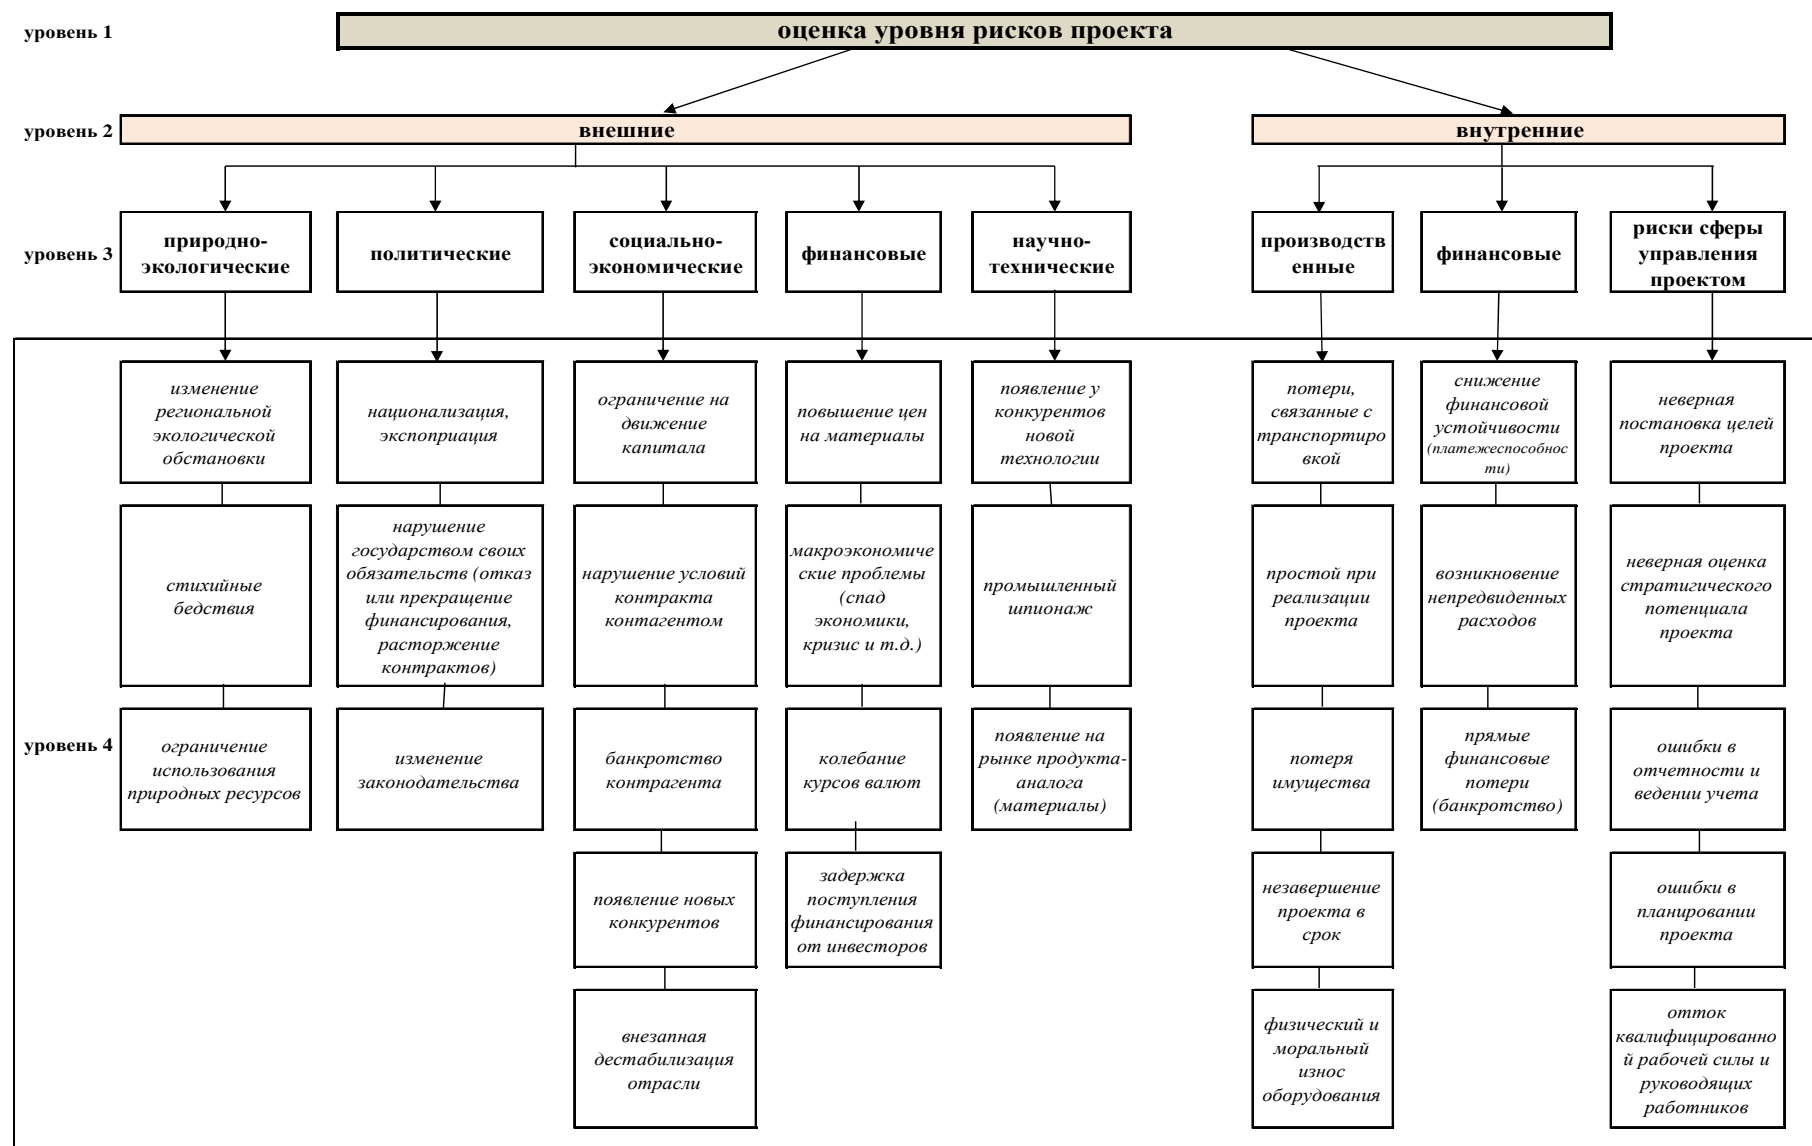 уровень 1
оценка уровня рисков проекта
уровень 2
внешние
внутренние
уровень 3
природно-
экологические
политические
социально-
экономические
финансовые
научно-
технические
производств
енные
финансовые
риски сферы
управления
проектом
уровень 4
изменение
региональной
экологической
обстановки
национализация,
экспоприация
ограничение на
движение
капитала
повышение цен
на материалы
появление у
конкурентов
новой
технологии
потери,
связанные с
транспортиро
вкой
снижение
финансовой
устойчивости
(платежеспособнос
ти)
неверная
постановка целей
проекта
стихийные
бедствия
нарушение
государством своих
обязательств (отказ
или прекращение
финансирования,
расторжение
контрактов)
нарушение условий
контракта
контагентом
макроэкономиче
ские проблемы
(спад
экономики,
кризис и т.д.)
промышленный
шпионаж
простой при
реализации
проекта
возникновение
непредвиденных
расходов
неверная оценка
стратигического
потенциала
проекта
ограничение
использования
природных ресурсов
изменение
законодательства
банкротство
контрагента
колебание
курсов валют
появление на
рынке продукта-
аналога
(материалы)
потеря
имущества
прямые
финансовые
потери
(банкротство)
ошибки в
отчетности и
ведении учета
появление новых
конкурентов
задержка
поступления
финансирования
от инвесторов
незавершение
проекта в
срок
ошибки в
планировании
проекта
внезапная
дестабилизация
отрасли
физический и
моральный
износ
оборудования
отток
квалифицированно
й рабочей силы и
руководящих
работников